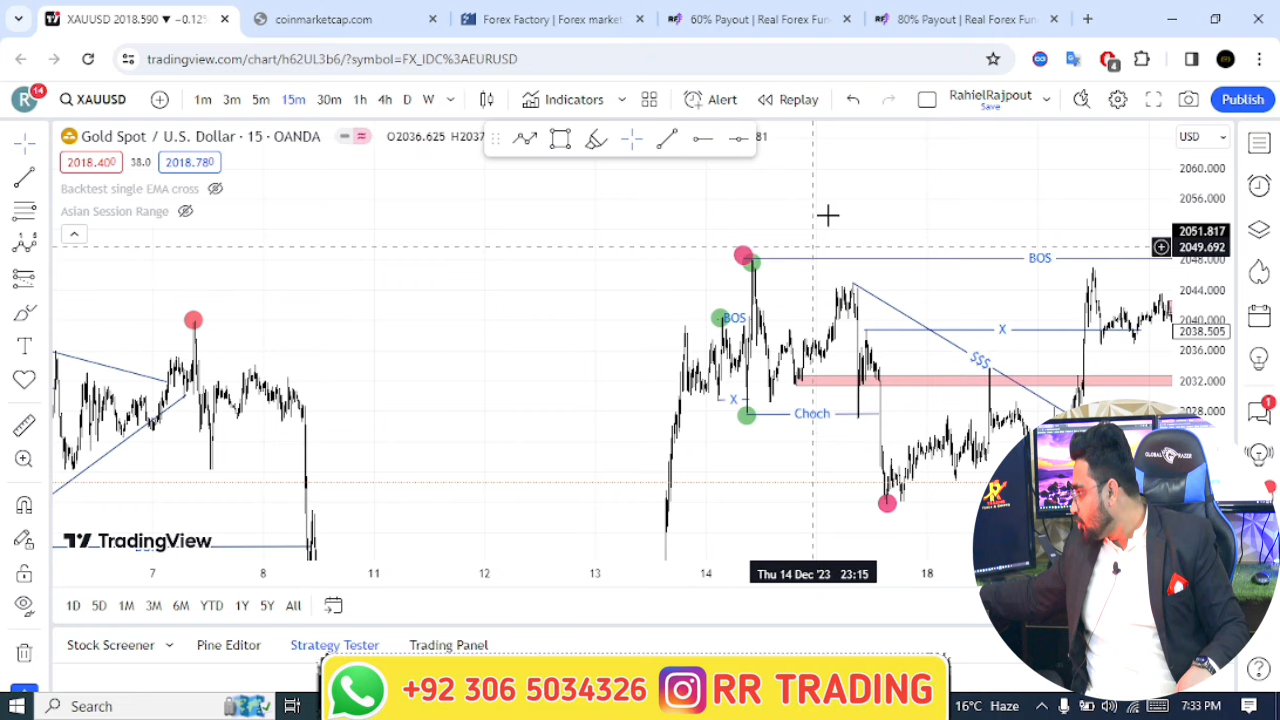 XAUUSD 2018.590 ▼ −0.12%
coinmarketcap.com
Forex Factory | Forex market
60% Payout | Real Forex Fun
80% Payout | Real Forex Fun
tradingview.com/chart/h62UL3b6/?symbol=FX_IDC%3AEURUSD
4
R 14
XAUUSD
1m 3m 5m 15m 30m 1h 4h D W
Indicators
Alert
Replay
RahielRajpout
Save
Publish
Gold Spot / U.S. Dollar · 15 · OANDA
O2036.625 H2037
81
USD
2018.400 38.0 2018.780
Backtest single EMA cross
Asian Session Range
2060.000
2056.000
2051.817
2049.692
2048.000
2044.000
2040.000
2038.505
2036.000
2032.000
2028.000
BOS
BOS
X
$$$
X
Choch
TradingView
GLOBAL RAZER
1
7 8 11 12 13 14 Thu 14 Dec '23 23:15 18
1D 5D 1M 3M 6M YTD 1Y 5Y All
Stock Screener Pine Editor Strategy Tester Trading Panel
+92 306 5034326 RR TRADING
Search
16°C Haze
7:33 PM